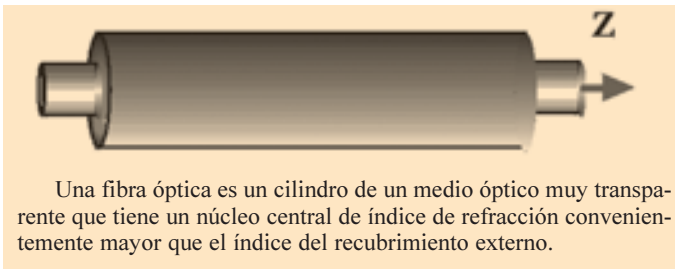 Z
Una fibra óptica es un cilindro de un medio óptico muy transpa-
rente que tiene un núcleo central de índice de refracción convenien-
temente mayor que el índice del recubrimiento externo.